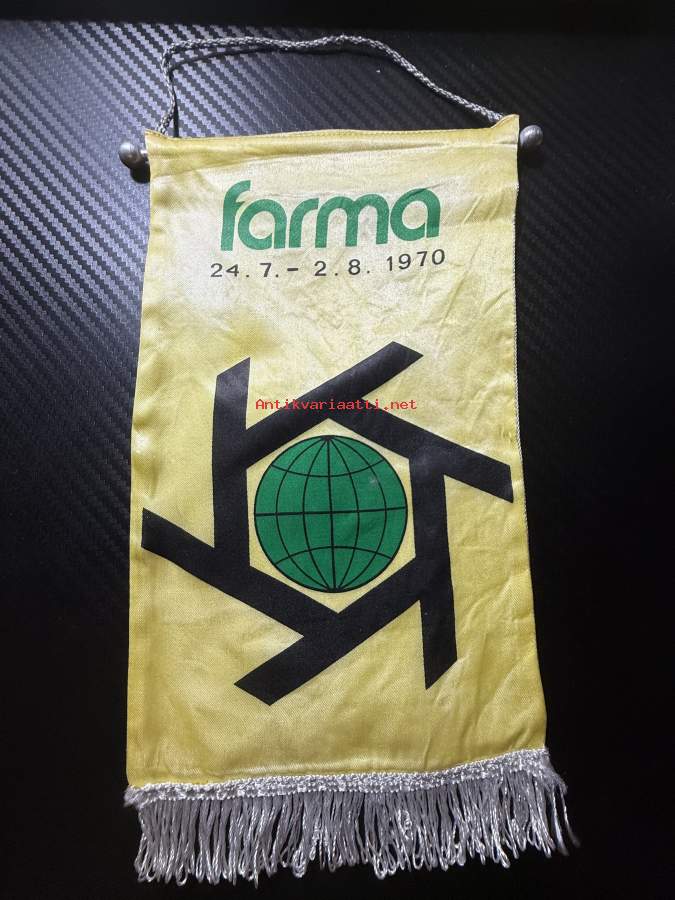 farma
24.7.- 2.8. 1970
Antikvariaatti.net